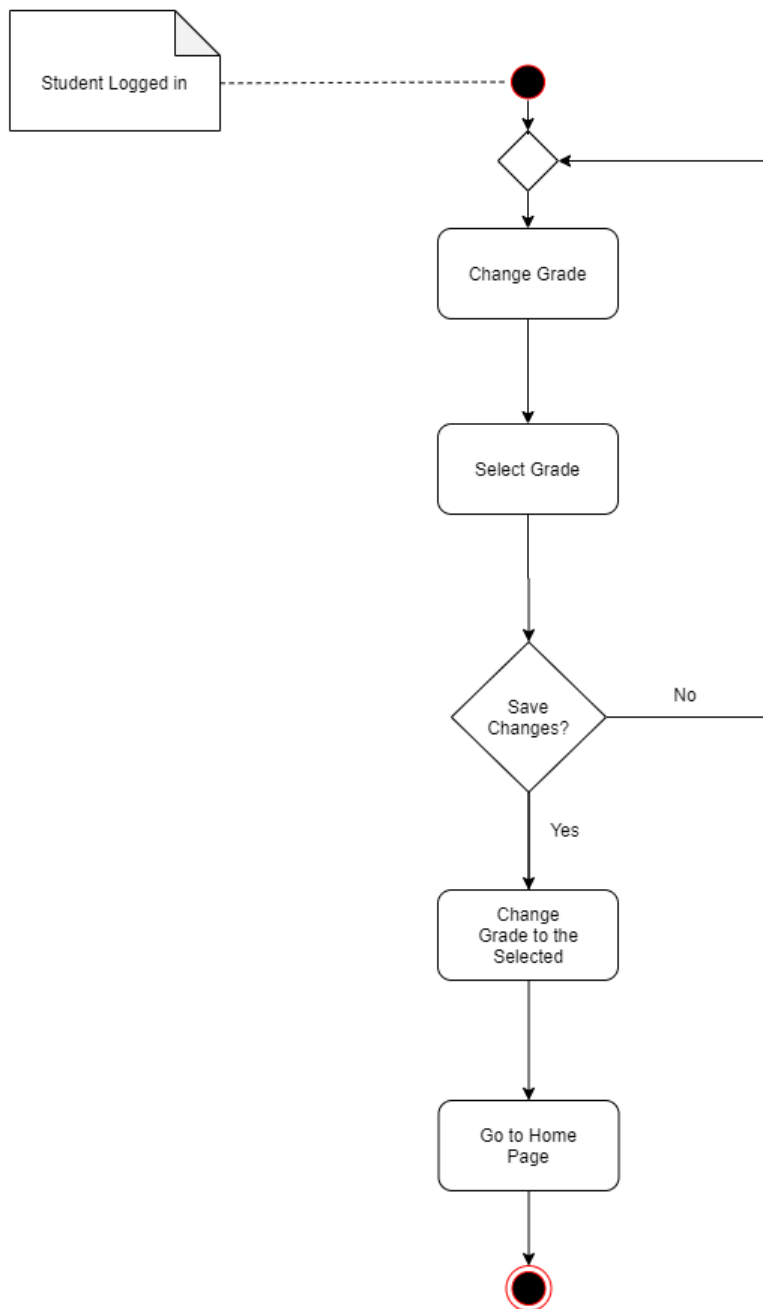 Student Logged in
Change Grade
Select Grade
Save
Changes?
No
Yes
Change
Grade to the
Selected
Go to Home
Page